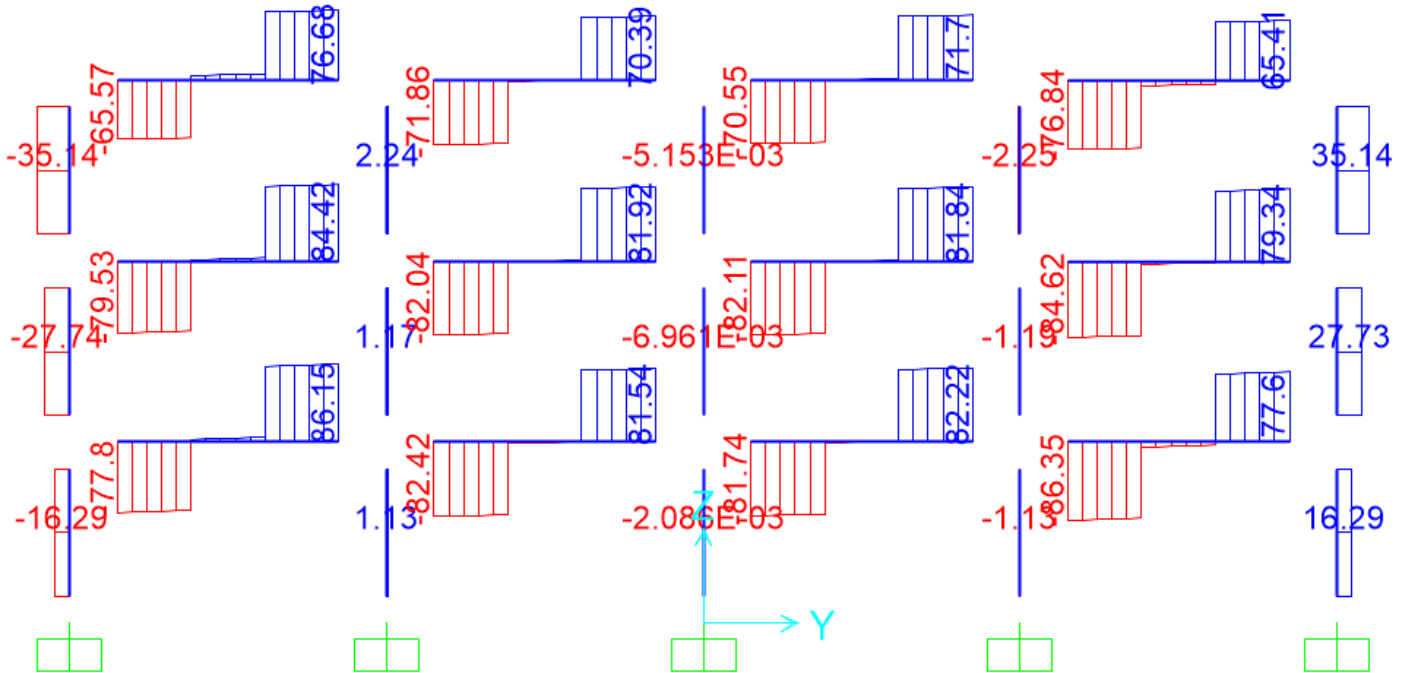 -65.57 76.68 -71.86 70.39 -70.55 71.7 -76.84 65.41
-35.14 2.24 -5.153E-03 -2.25 35.14
-79.53 84.42 -82.04 81.92 -82.11 81.84 -84.62 79.34
-27.74 1.17 -6.961E-03 -1.19 27.73
-77.8 86.15 -82.42 81.54 -81.74 82.22 -86.35 77.6
-16.29 1.13 -2.086E-03 -1.13 16.29
Z
Y